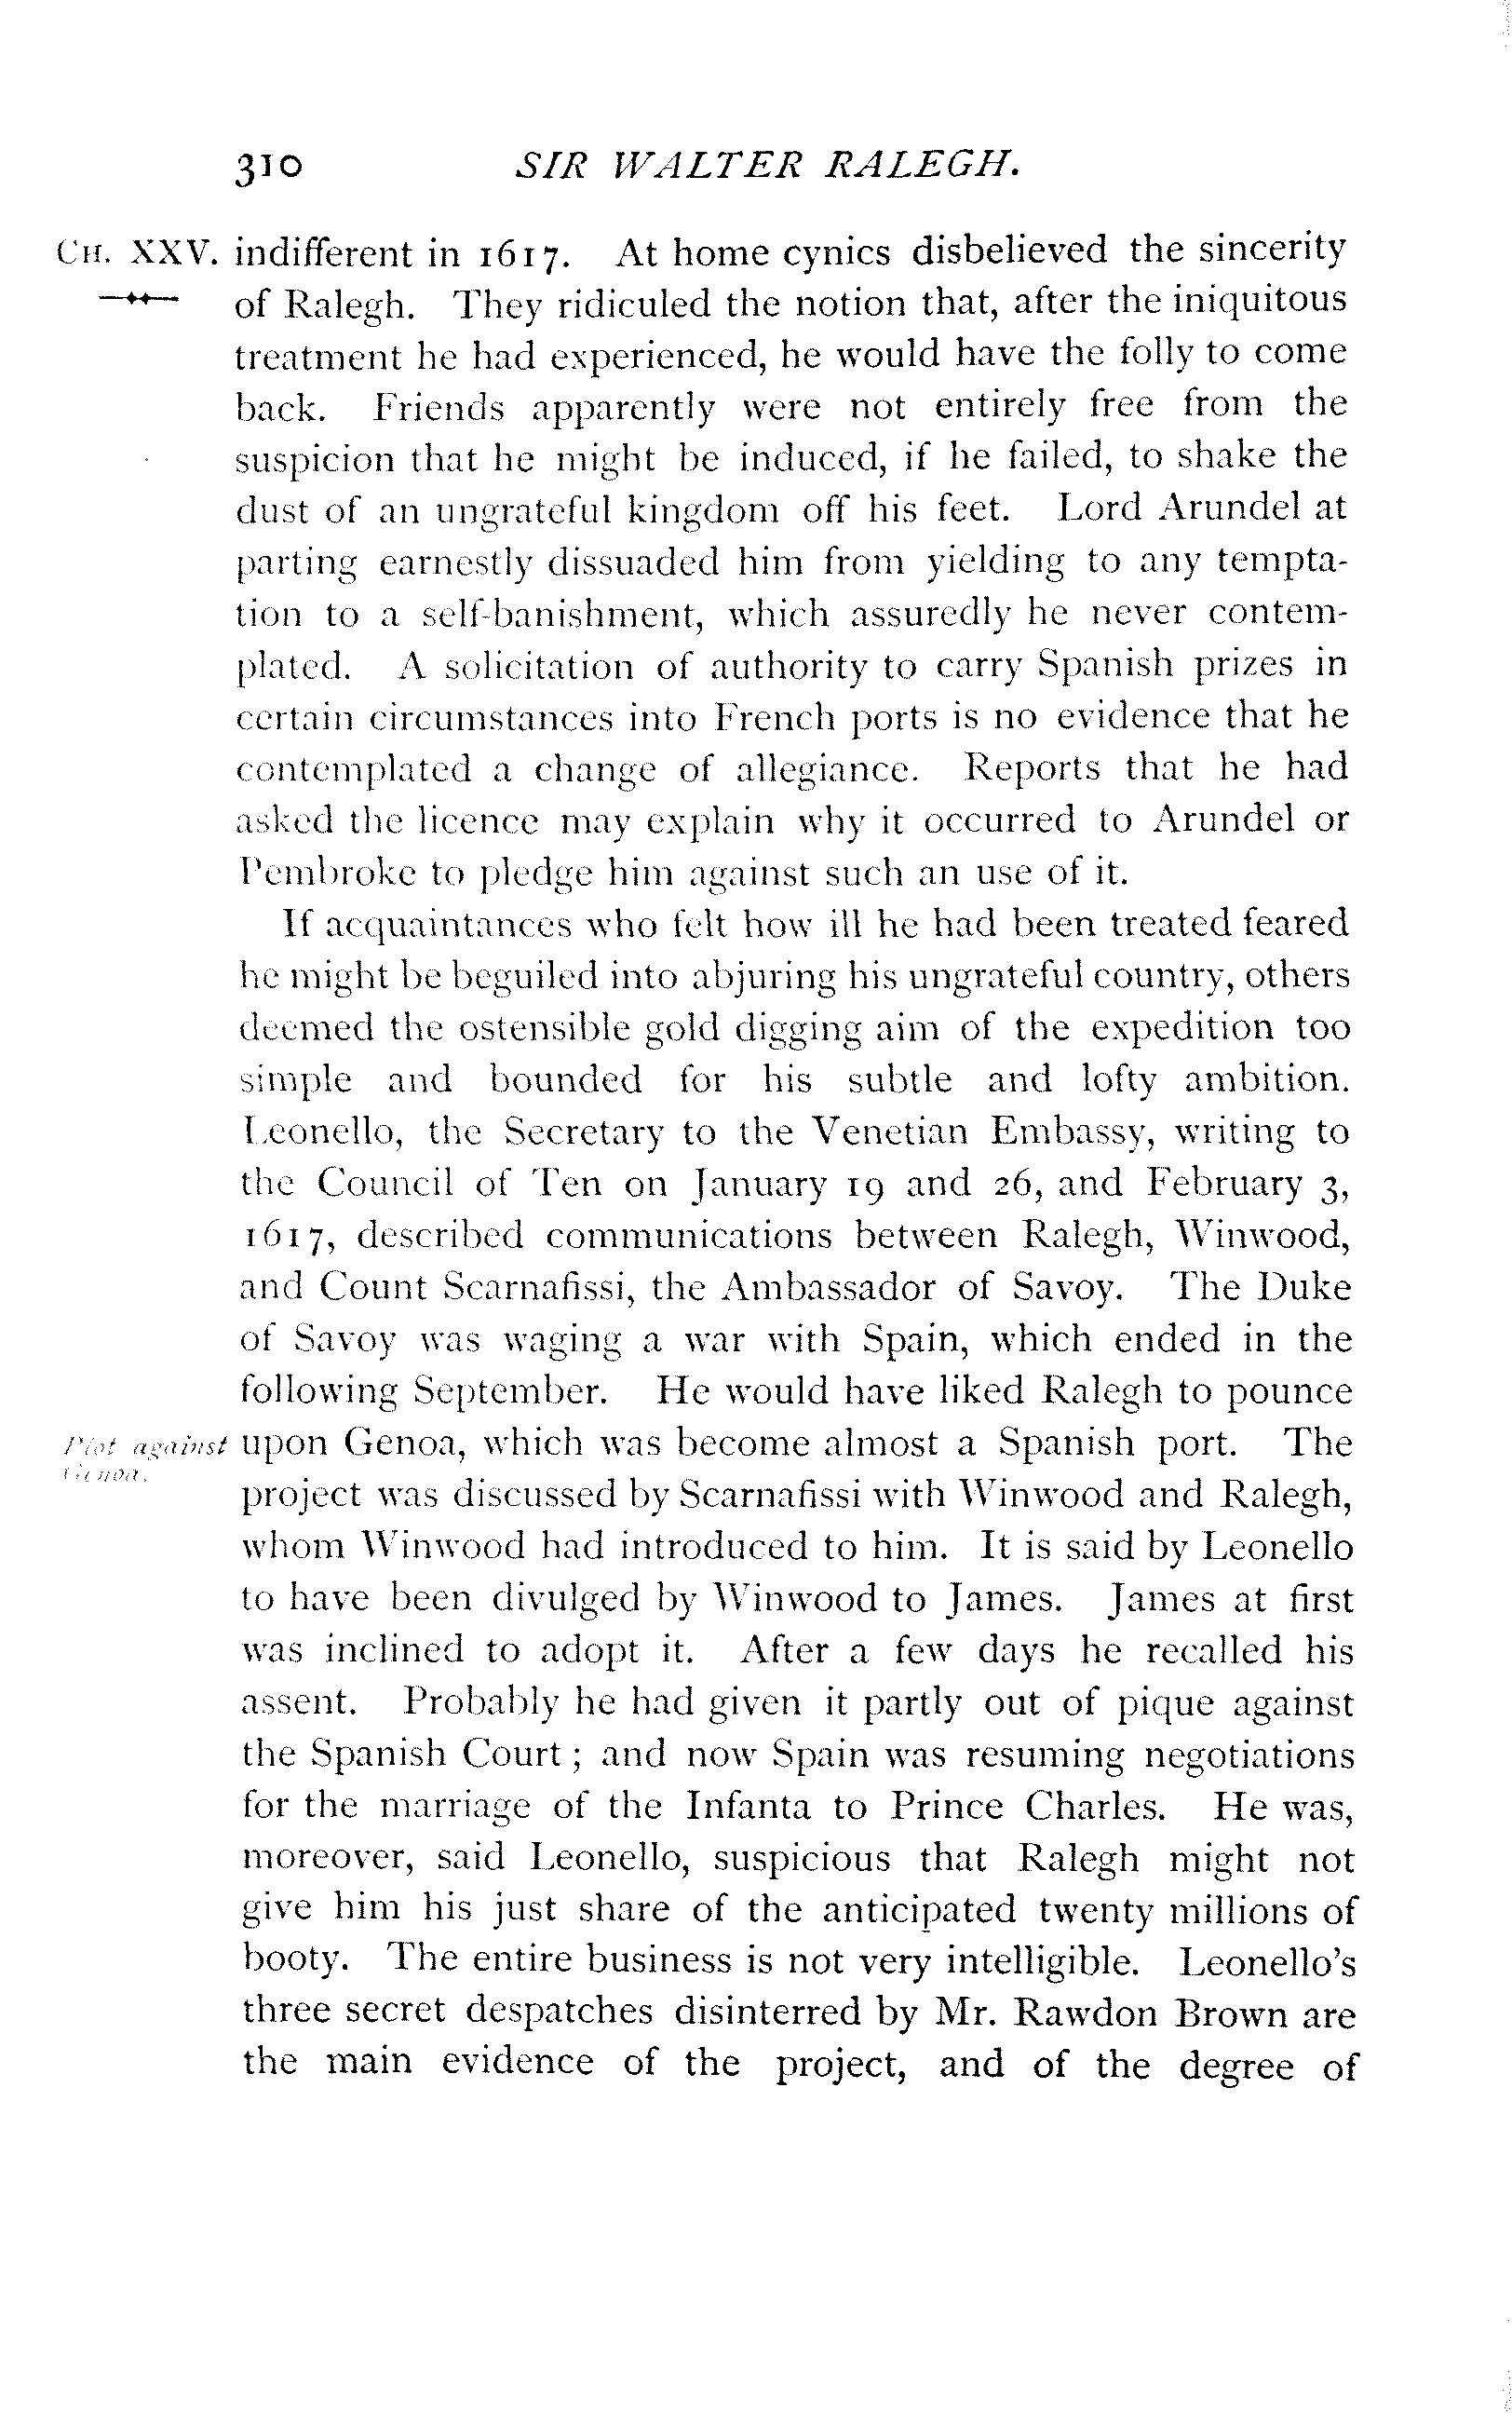 310 SIR WALTER RALEGH.
CH. XXV. indifferent in 1617. At home cynics disbelieved the sincerity
of Ralegh. They ridiculed the notion that, after the iniquitous
treatment he had experienced, he would have the folly to come
back. Friends apparently were not entirely free from the
suspicion that he might be induced, if he failed, to shake the
dust of an ungrateful kingdom off his feet. Lord Arundel at
parting earnestly dissuaded him from yielding to any tempta-
tion to a self-banishment, which assuredly he never contem-
plated. A solicitation of authority to carry Spanish prizes in
certain circumstances into French ports is no evidence that he
contemplated a change of allegiance. Reports that he had
asked the licence may explain why it occurred to Arundel or
Pembroke to pledge him against such an use of it.
If acquaintances who felt how ill he had been treated feared
he might be beguiled into abjuring his ungrateful country, others
deemed the ostensible gold digging aim of the expedition too
simple and bounded for his subtle and lofty ambition.
Leonello, the Secretary to the Venetian Embassy, writing to
the Council of Ten on January 19 and 26, and February 3,
1617, described communications between Ralegh, Winwood,
and Count Scarnafissi, the Ambassador of Savoy. The Duke
of Savoy was waging a war with Spain, which ended in the
following September. He would have liked Ralegh to pounce
Plot against upon Genoa, which was become almost a Spanish port. The
Genoa.
project was discussed by Scarnafissi with Winwood and Ralegh,
whom Winwood had introduced to him. It is said by Leonello
to have been divulged by Winwood to James. James at first
was inclined to adopt it. After a few days he recalled his
assent. Probably he had given it partly out of pique against
the Spanish Court ; and now Spain was resuming negotiations
for the marriage of the Infanta to Prince Charles. He was,
moreover, said Leonello, suspicious that Ralegh might not
give him his just share of the anticipated twenty millions of
booty. The entire business is not very intelligible. Leonello's
three secret despatches disinterred by Mr. Rawdon Brown are
the main evidence of the project, and of the degree of